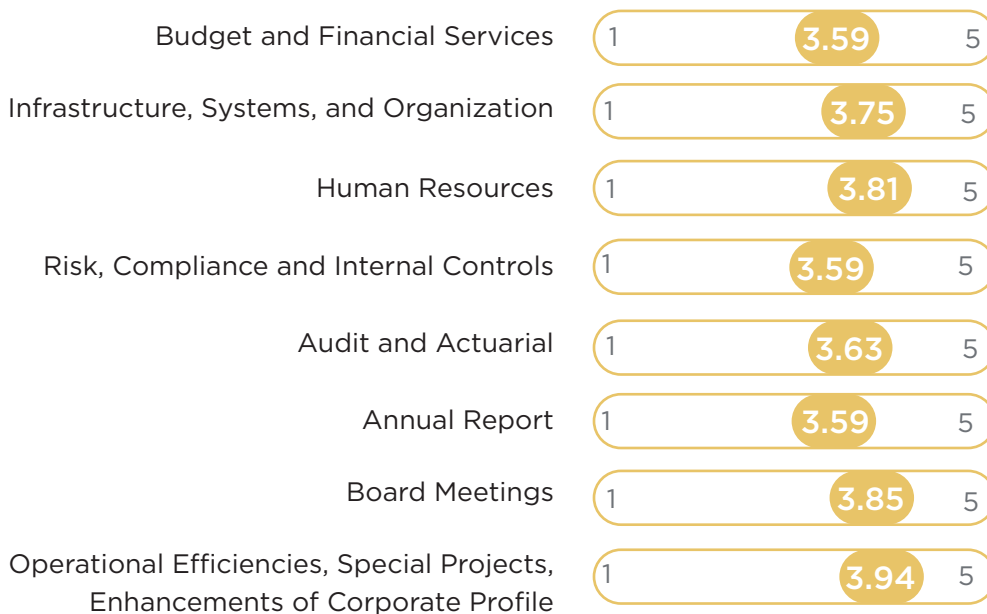 Budget and Financial Services 1 3.59 5
Infrastructure, Systems, and Organization 1 3.75 5
Human Resources 1 3.81 5
Risk, Compliance and Internal Controls 1 3.59 5
Audit and Actuarial 1 3.63 5
Annual Report 1 3.59 5
Board Meetings 1 3.85 5
Operational Efficiencies, Special Projects,
Enhancements of Corporate Profile 1 3.94 5